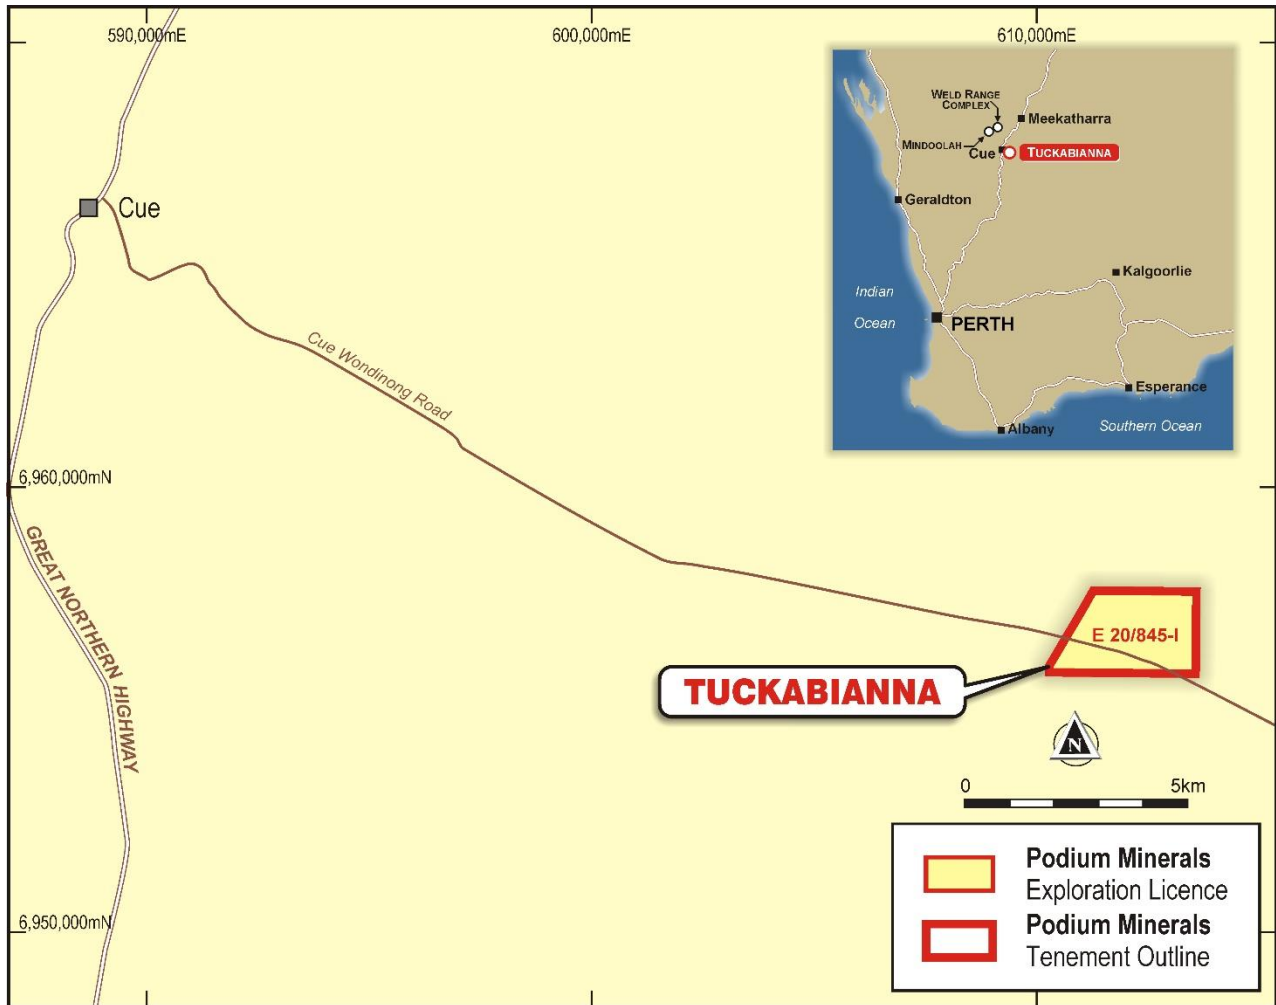 590,000mE
600,000mE
610,000mE
WELD RANGE
COMPLEX
Meekatharra
MINDOOLAH
Cue
TUCKABIANNA
Geraldton
Kalgoorlie
Indian
Ocean
PERTH
Esperance
Albany
Southern Ocean
Cue
Cue Wondinong Road
6,960,000mN
GREAT NORTHERN HIGHWAY
E 20/845-I
TUCKABIANNA
N
0
5km
Podium Minerals
Exploration Licence
Podium Minerals
Tenement Outline
6,950,000mN